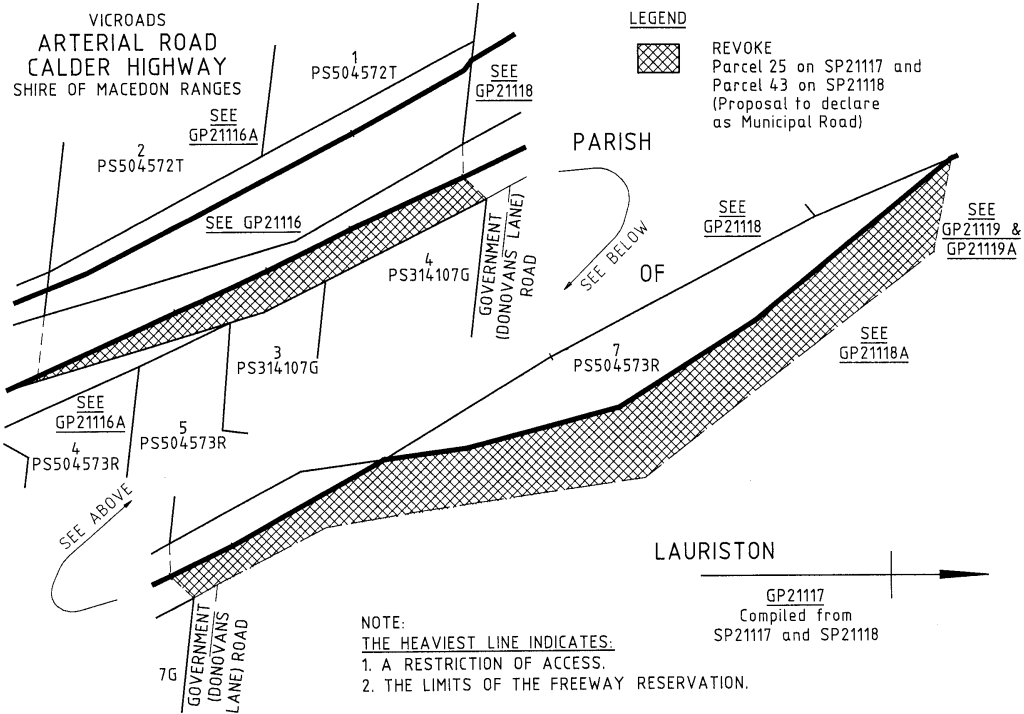 VICROADS
ARTERIAL ROAD
CALDER HIGHWAY
SHIRE OF MACEDON RANGES
LEGEND
REVOKE
Parcel 25 on SP21117 and
Parcel 43 on SP21118
(Proposal to declare
as Municipal Road)
1
PS504572T
SEE
GP21118
SEE
GP21116A
2
PS504572T
SEE GP21116
PARISH
4
PS314107G
GOVERNMENT
(DONOVANS LANE)
ROAD
SEE BELOW
SEE
GP21118
OF
SEE
GP21119 &
GP21119A
3
PS314107G
7
PS504573R
SEE
GP21118A
SEE
GP21116A
4
PS504573R
5
PS504573R
SEE ABOVE
LAURISTON
GP21117
Compiled from
SP21117 and SP21118
7G
GOVERNMENT
(DONOVANS
LANE) ROAD
NOTE:
THE HEAVIEST LINE INDICATES:
1. A RESTRICTION OF ACCESS.
2. THE LIMITS OF THE FREEWAY RESERVATION.